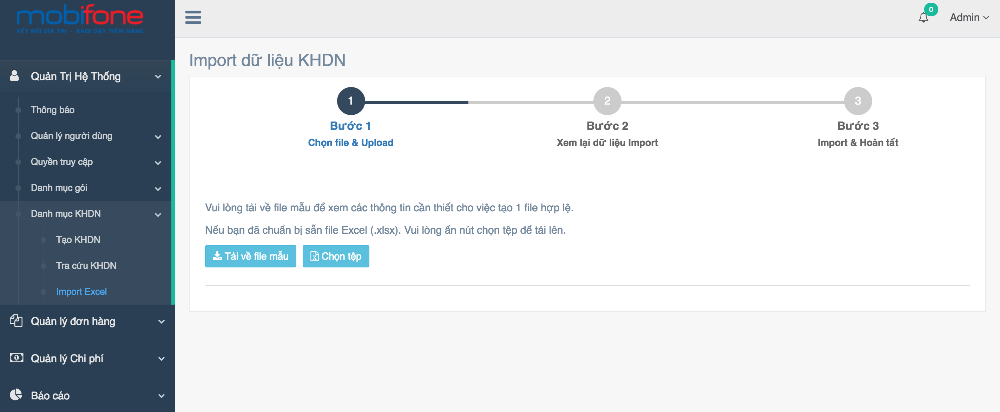 mobifone
KẾT NỐI GIÁ TRỊ - KHƠI DẬY TIỀM NĂNG
0
Admin
Quản Trị Hệ Thống
Thông báo
Quản lý người dùng
Quyền truy cập
Danh mục gói
Danh mục KHDN
Tạo KHDN
Tra cứu KHDN
Import Excel
Quản lý đơn hàng
Quản lý Chi phí
Báo cáo
Import dữ liệu KHDN
1
Bước 1
Chọn file & Upload
2
Bước 2
Xem lại dữ liệu Import
3
Bước 3
Import & Hoàn tất
Vui lòng tải về file mẫu để xem các thông tin cần thiết cho việc tạo 1 file hợp lệ.
Nếu bạn đã chuẩn bị sẵn file Excel (.xlsx). Vui lòng ấn nút chọn tệp để tải lên.
Tải về file mẫu
Chọn tệp